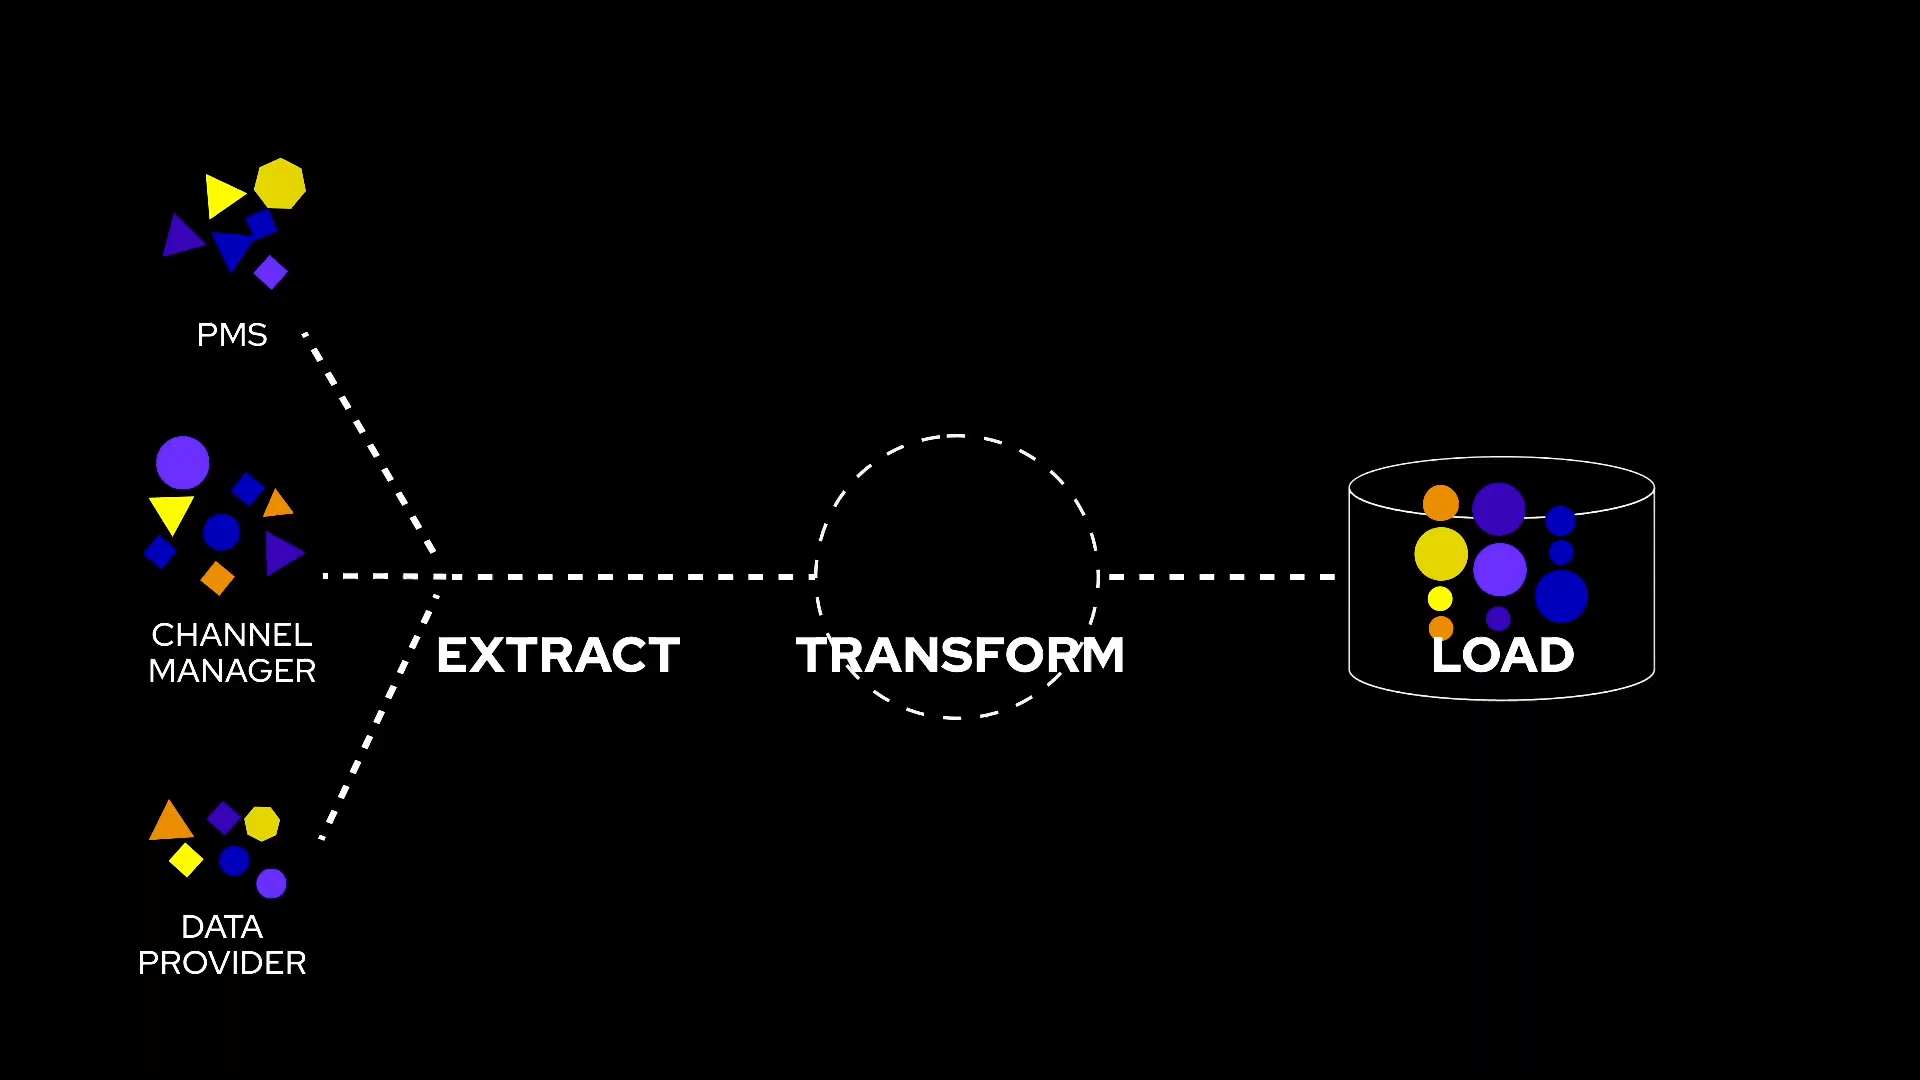 PMS
CHANNEL
MANAGER
EXTRACT
TRANSFORM
LOAD
DATA
PROVIDER